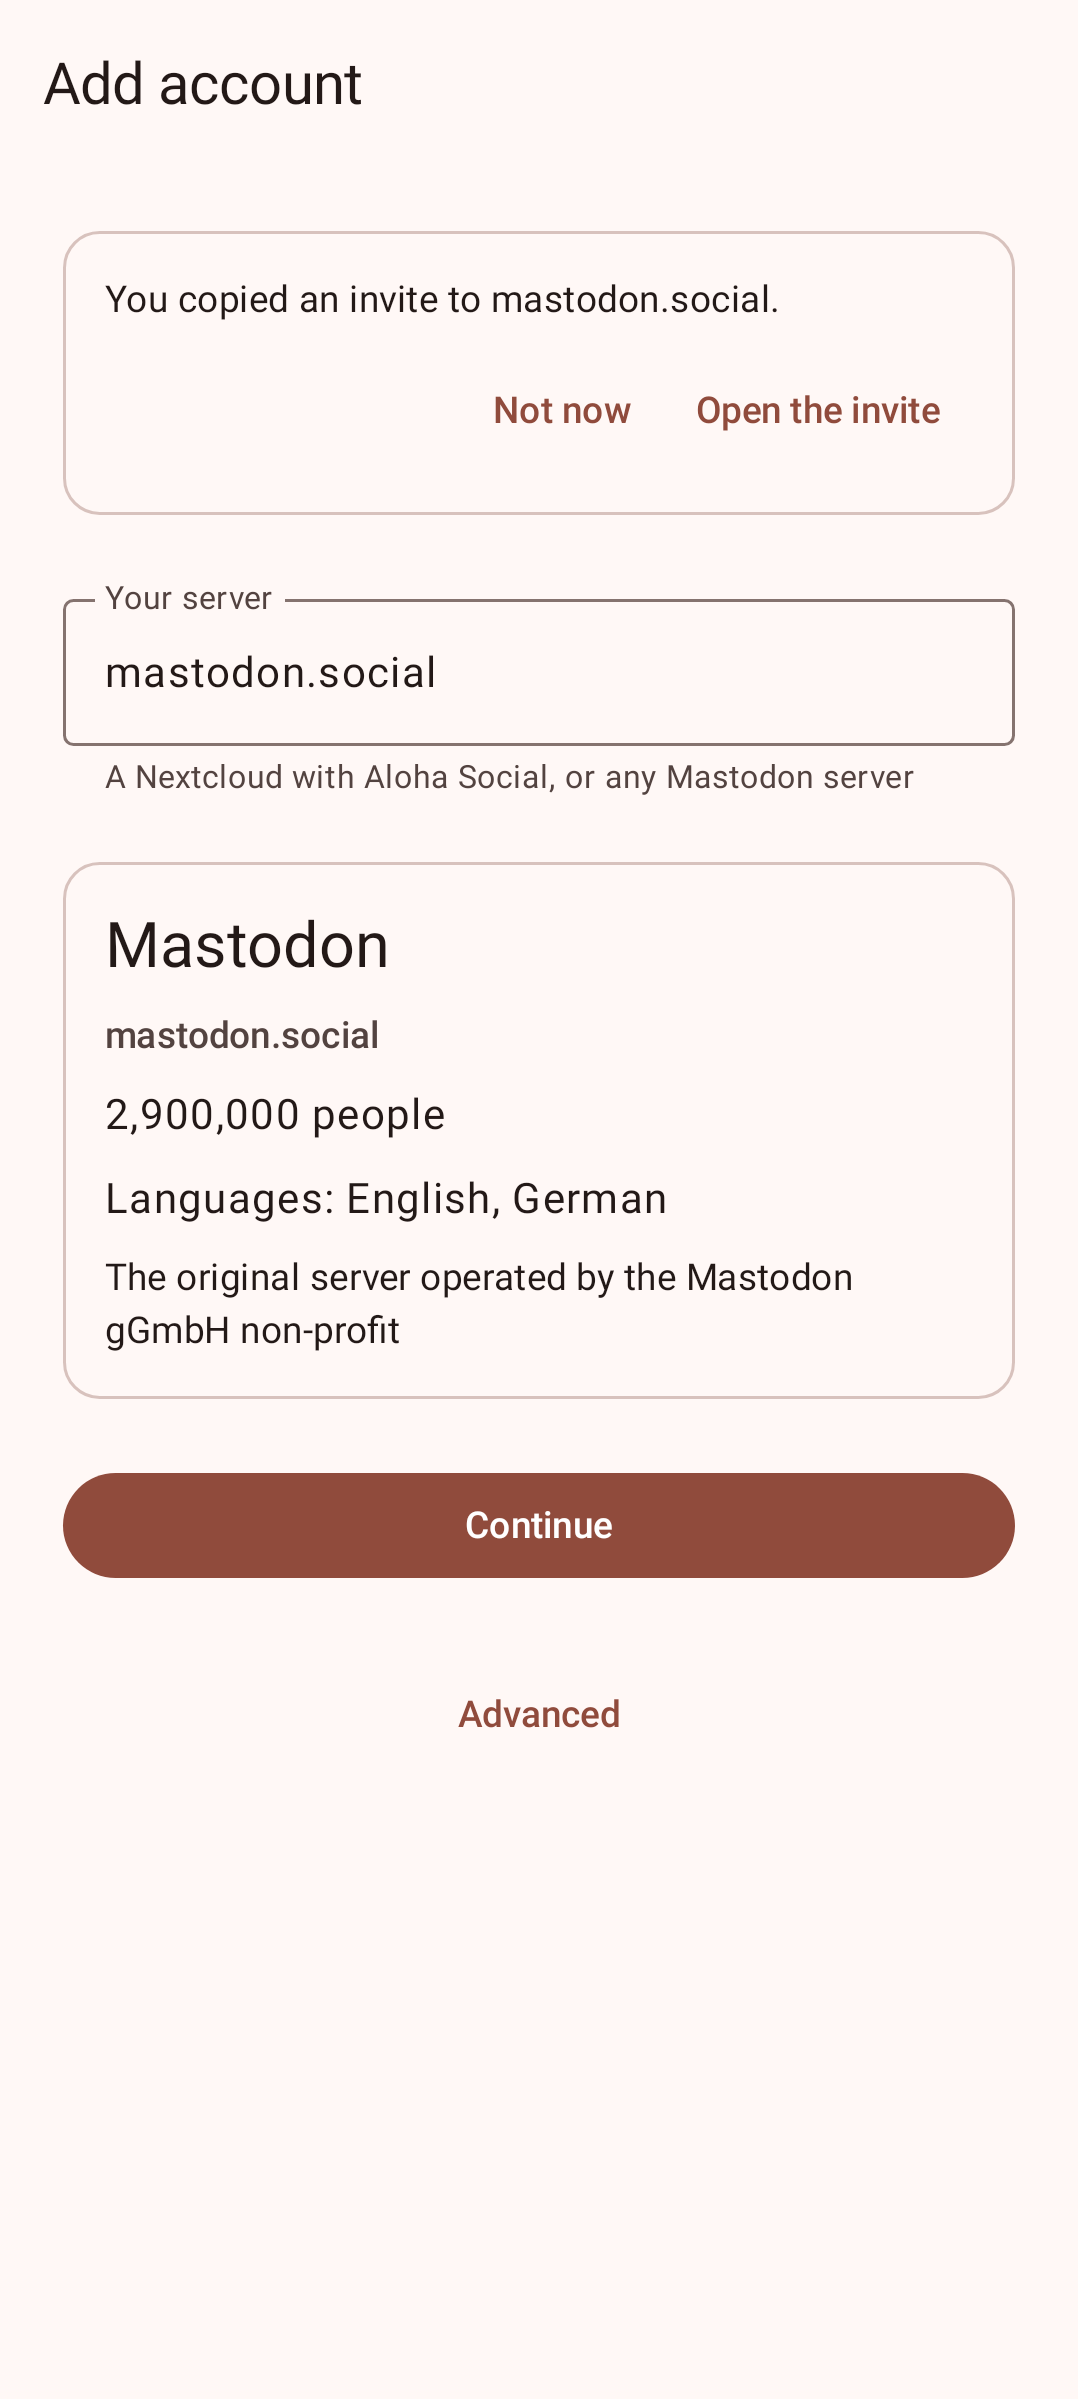 Add account
You copied an invite to mastodon.social.
Not now Open the invite
Your server
mastodon.social
A Nextcloud with Aloha Social, or any Mastodon server
Mastodon
mastodon.social
2,900,000 people
Languages: English, German
The original server operated by the Mastodon
gGmbH non-profit
Continue
Advanced